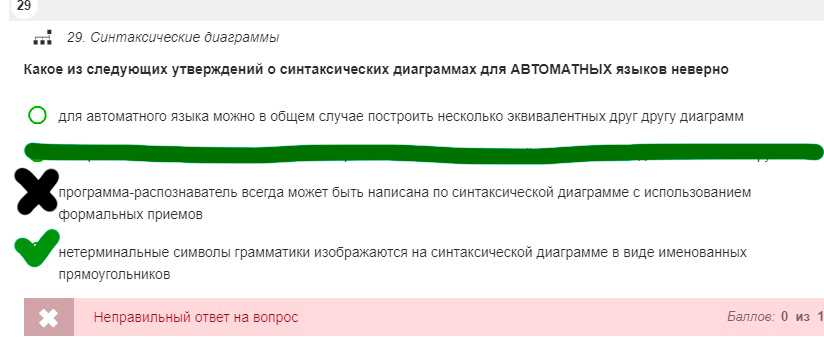 29
29. Синтаксические диаграммы
Какое из следующих утверждений о синтаксических диаграммах для АВТОМАТНЫХ языков неверно
для автоматного языка можно в общем случае построить несколько эквивалентных друг другу диаграмм
программа-распознаватель всегда может быть написана по синтаксической диаграмме с использованием
формальных приемов
нетерминальные символы грамматики изображаются на синтаксической диаграмме в виде именованных
прямоугольников
Неправильный ответ на вопрос
Баллов: 0 из 1